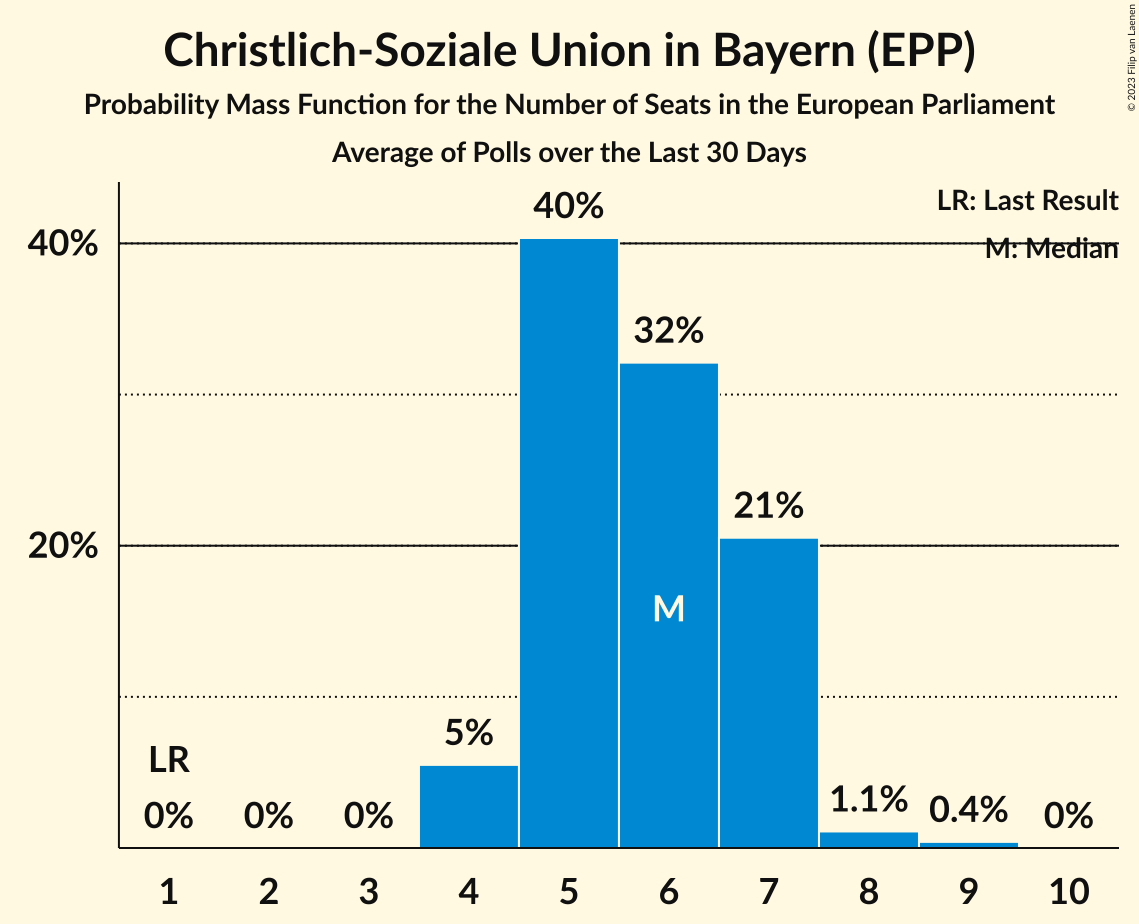 Christlich-Soziale Union in Bayern (EPP)
Probability Mass Function for the Number of Seats in the European Parliament
Average of Polls over the Last 30 Days
© 2023 Filip van Laenen
LR: Last Result
M: Median
40%
20%
40%
32%
21%
M
5%
LR
0%
0%
0%
1.1%
0.4%
0%
1
2
3
4
5
6
7
8
9
10